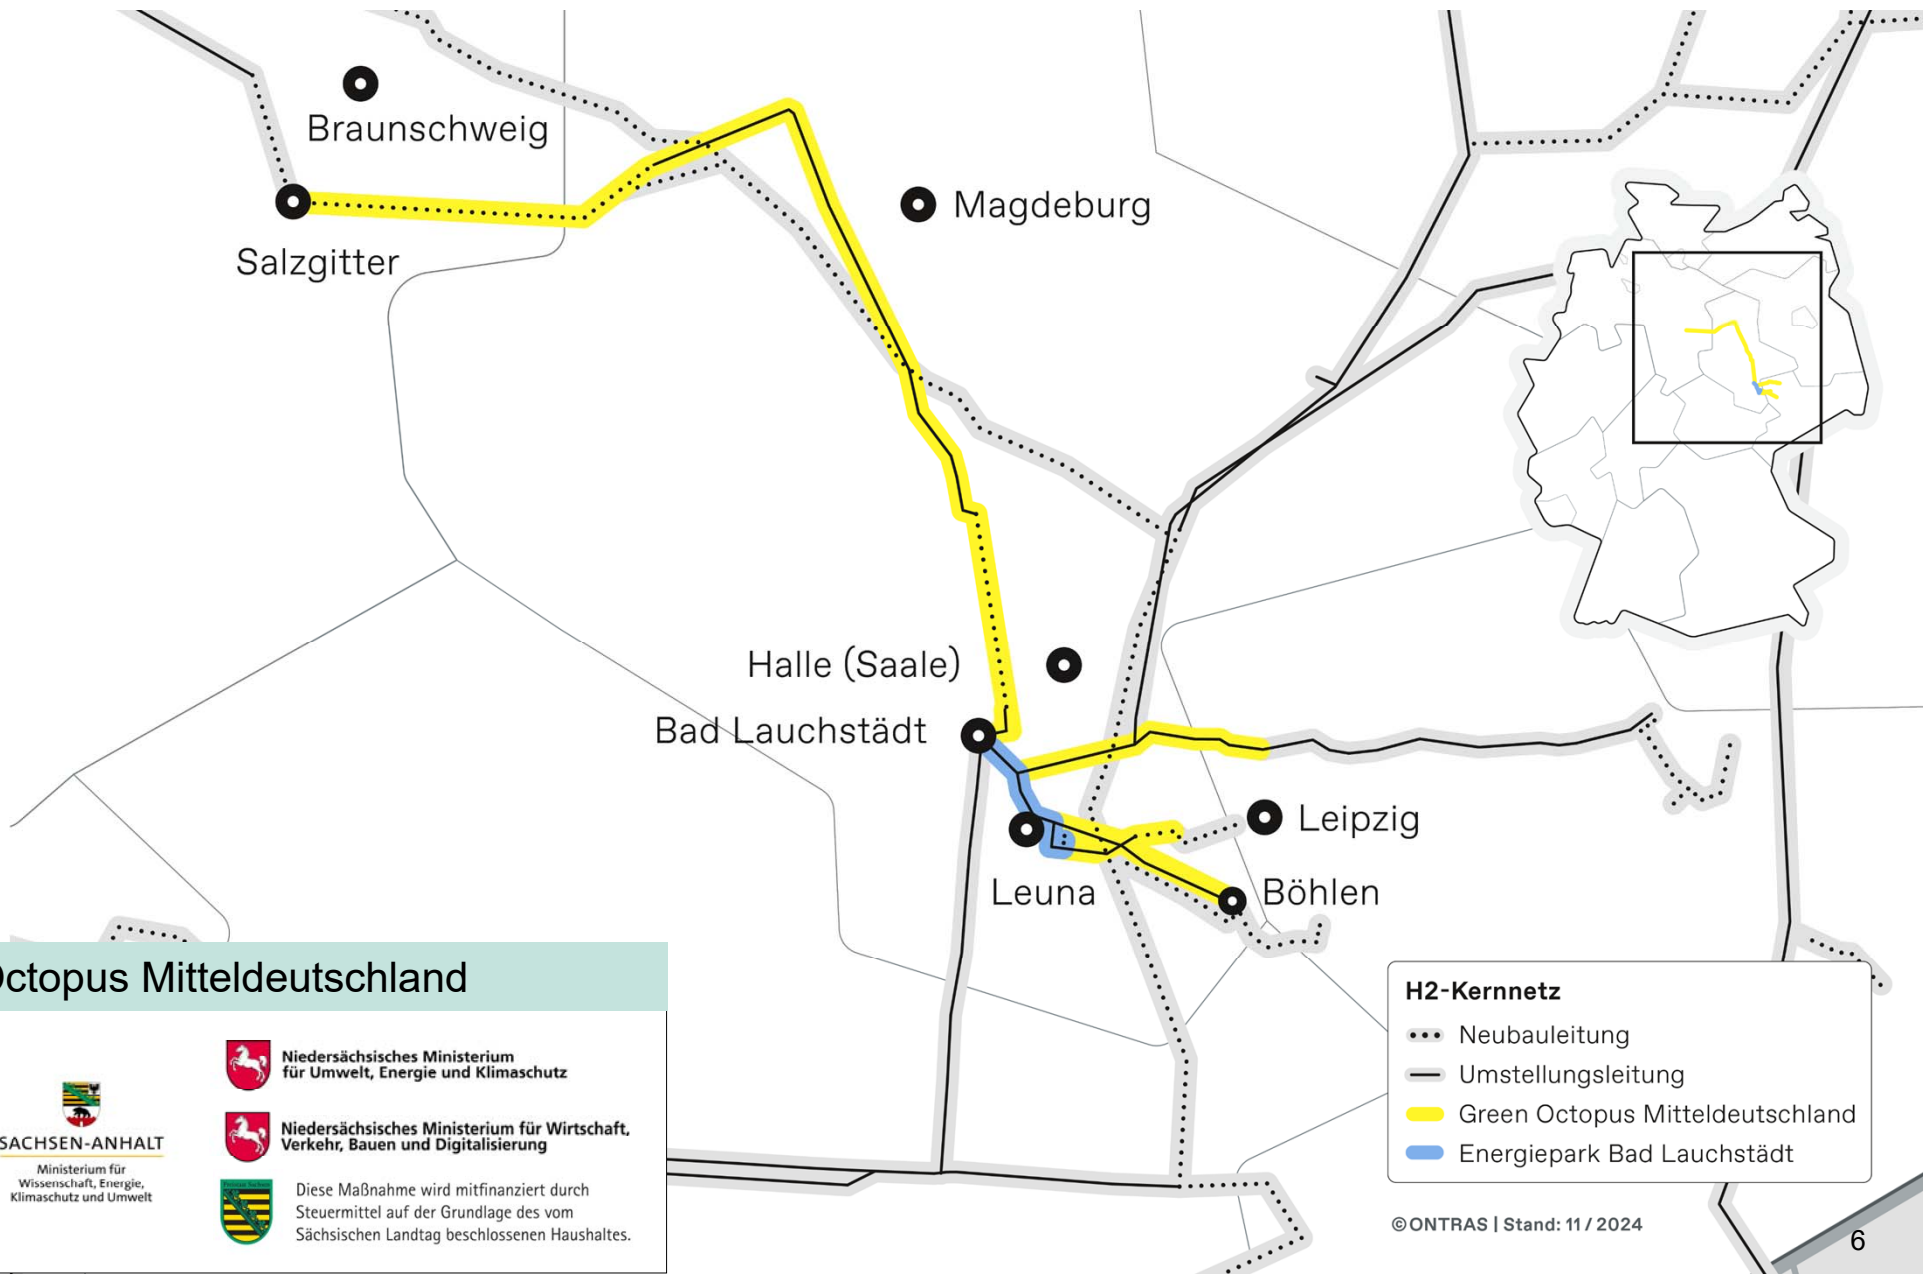 Braunschweig
Magdeburg
Salzgitter
Halle (Saale)
Bad Lauchstädt
Leipzig
Leuna
Böhlen
Octopus Mitteldeutschland
H2-Kernnetz
Neubauleitung
Umstellungsleitung
Green Octopus Mitteldeutschland
Energiepark Bad Lauchstädt
©ONTRAS | Stand: 11 / 2024
SACHSEN-ANHALT
Ministerium für
Wissenschaft, Energie,
Klimaschutz und Umwelt
Niedersächsisches Ministerium
für Umwelt, Energie und Klimaschutz
Niedersächsisches Ministerium für Wirtschaft,
Verkehr, Bauen und Digitalisierung
Diese Maßnahme wird mitfinanziert durch
Steuermittel auf der Grundlage des vom
Sächsischen Landtag beschlossenen Haushaltes.
6